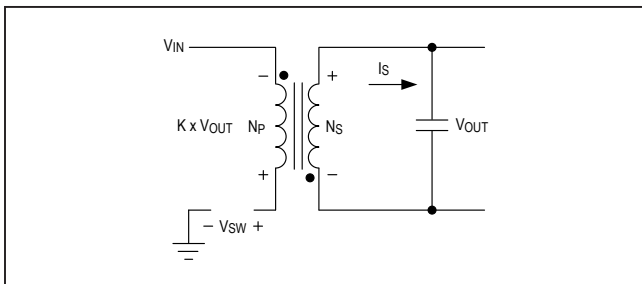 VIN
− +
IS
K x VOUT NP NS VOUT
+ −
− VSW +